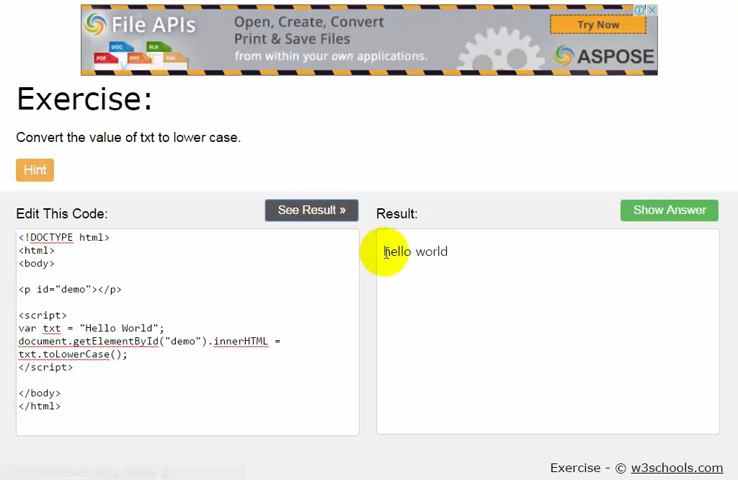 File APIs
DOC
XLS
PDF
Open, Create, Convert
Print & Save Files
from within your own applications.
Try Now
ASPOSE
Exercise:
Convert the value of txt to lower case.
Hint
Edit This Code:
See Result »
Result:
Show Answer
<!DOCTYPE html>
<html>
<body>
<p id="demo"></p>
<script>
var txt = "Hello World";
document.getElementById("demo").innerHTML =
txt.toLowerCase();
</script>
</body>
</html>
hello world
Exercise - © w3schools.com